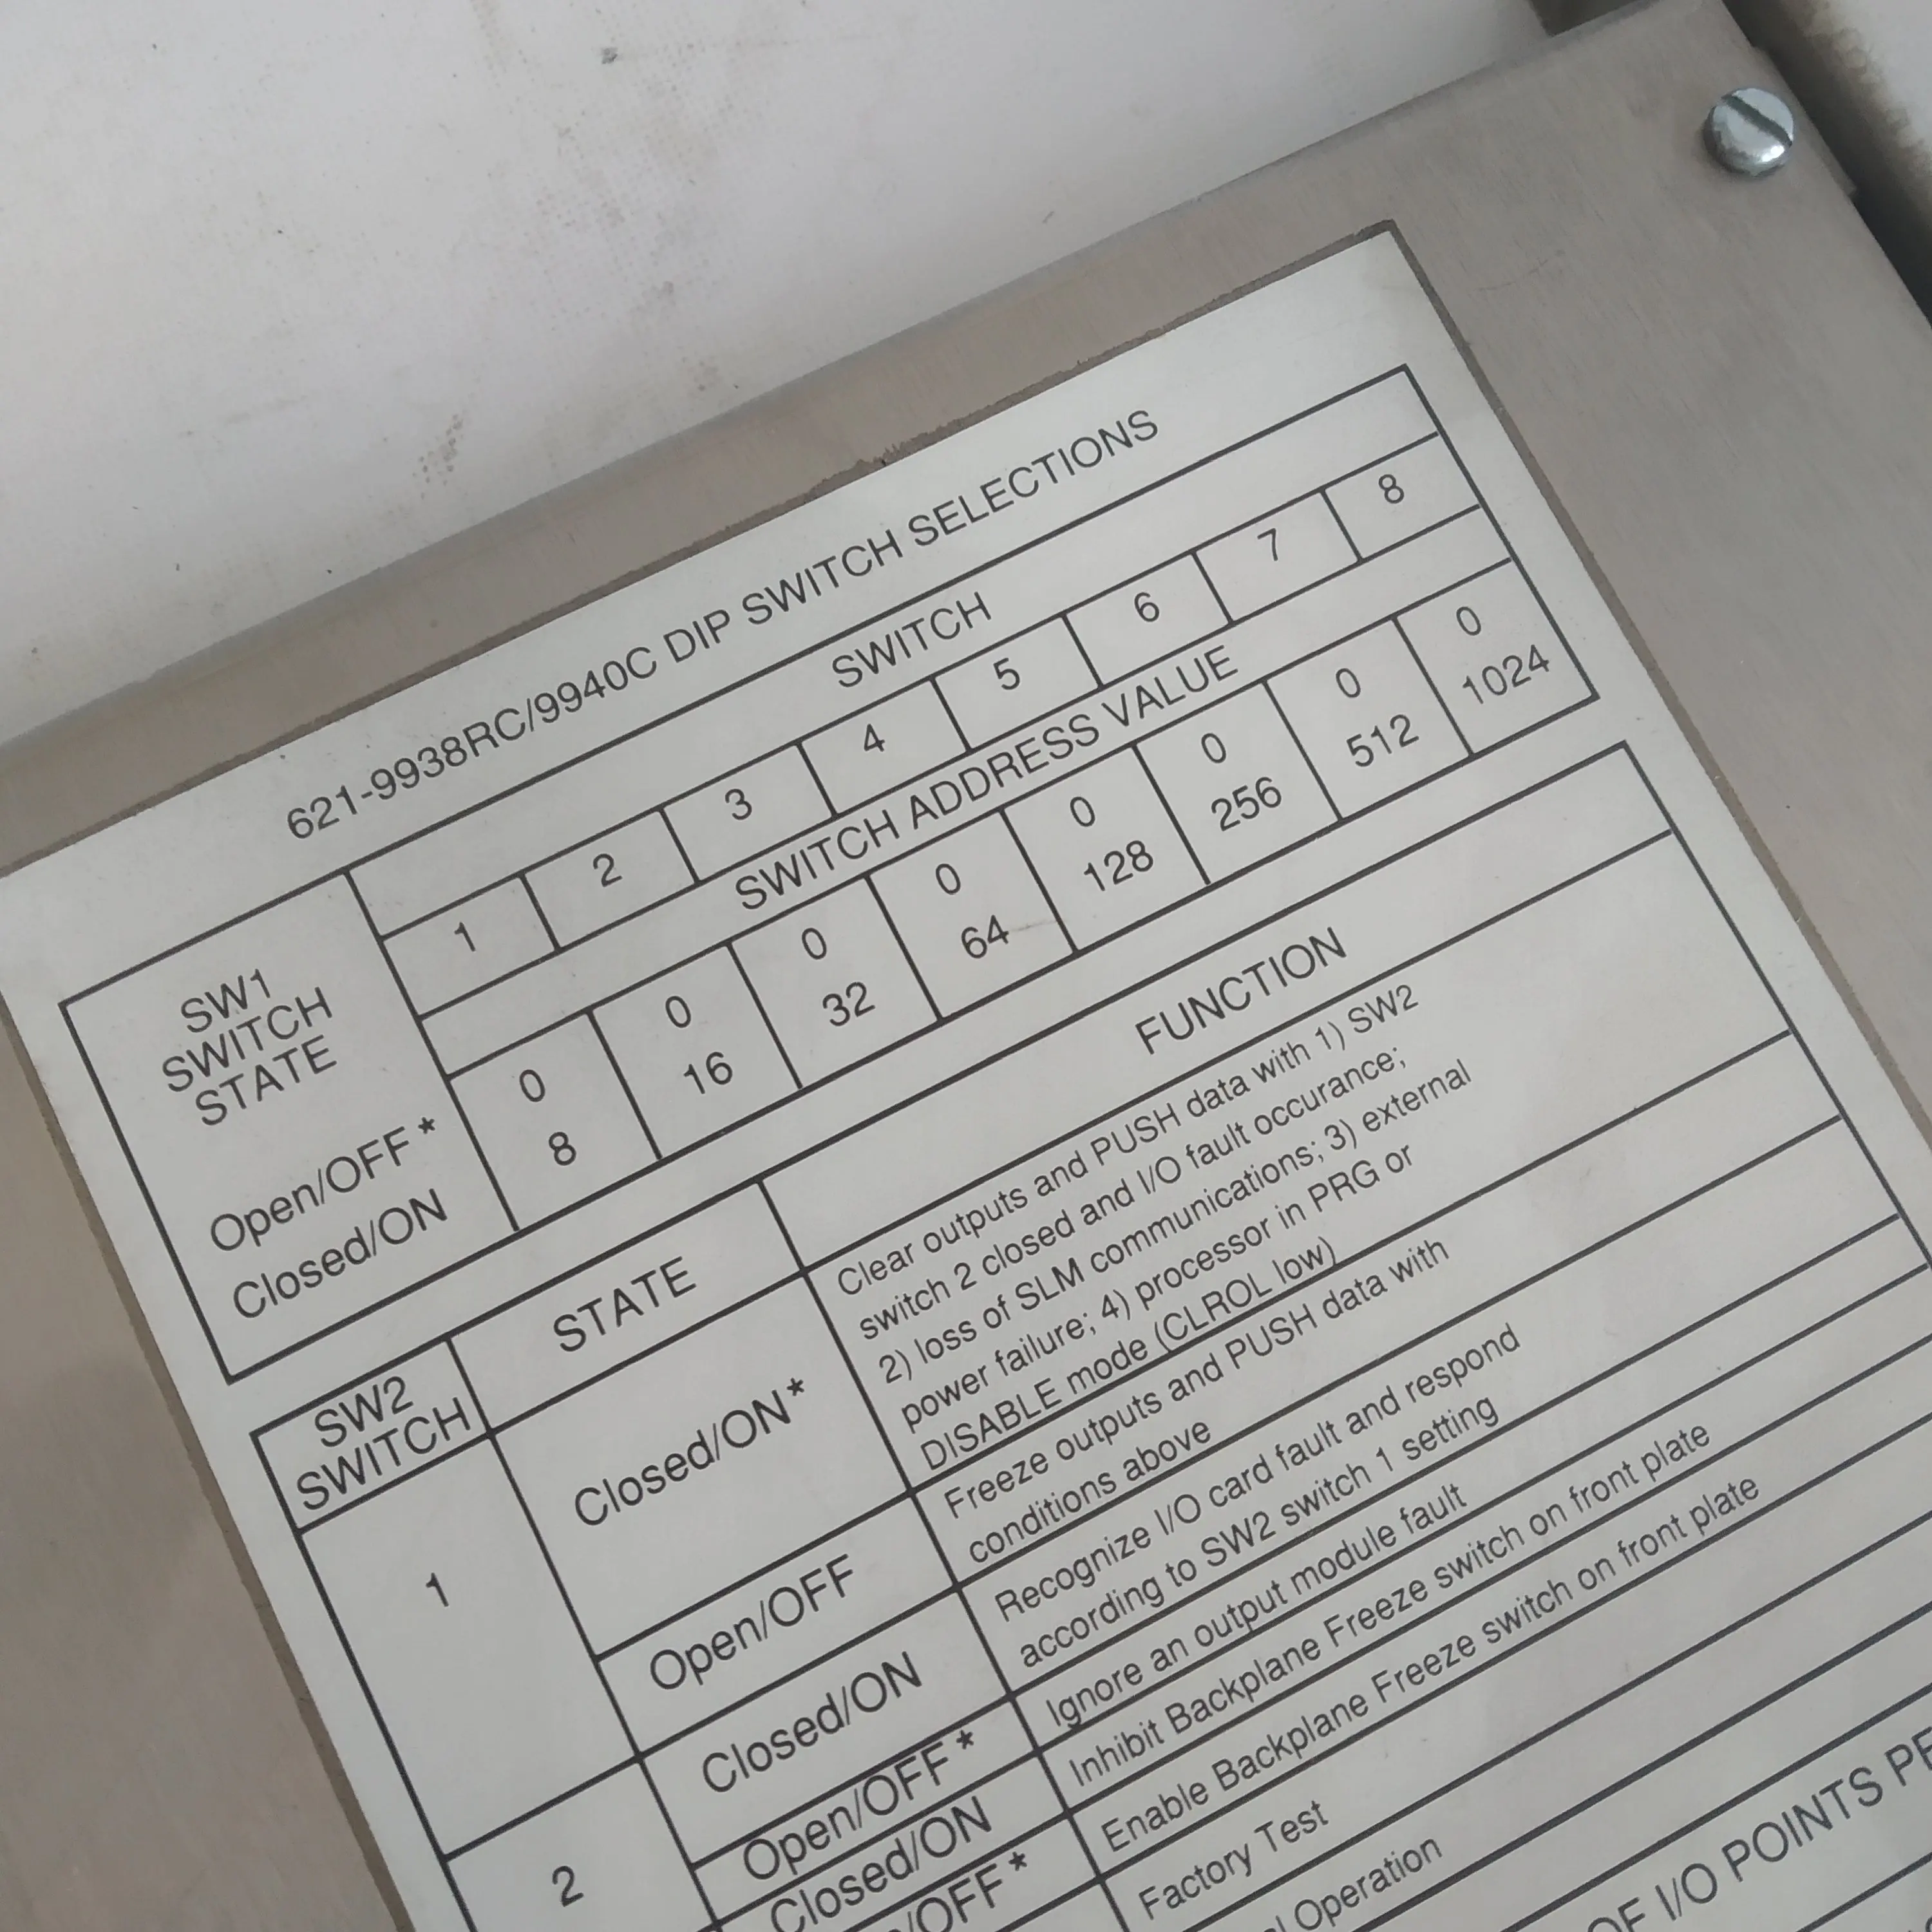 621-9938RC/9940C DIP SWITCH SELECTIONS
SW1
SWITCH
STATE
SWITCH
1 2 3 4 5 6 7 8
SWITCH ADDRESS VALUE
Open/OFF* 0 0 0 0 0 0 0 0
Closed/ON 8 16 32 64 128 256 512 1024
SW2
SWITCH
STATE
FUNCTION
1
Closed/ON*
Clear outputs and PUSH data with 1) SW2
switch 2 closed and I/O fault occurance;
2) loss of SLM communications; 3) external
power failure; 4) processor in PRG or
DISABLE mode (CLROL low)
Open/OFF
Freeze outputs and PUSH data with
conditions above
2
Closed/ON
Recognize I/O card fault and respond
according to SW2 switch 1 setting
Open/OFF*
Ignore an output module fault
Closed/ON
Inhibit Backplane Freeze switch on front plate
/OFF*
Enable Backplane Freeze switch on front plate
Factory Test
Operation
OF I/O POINTS